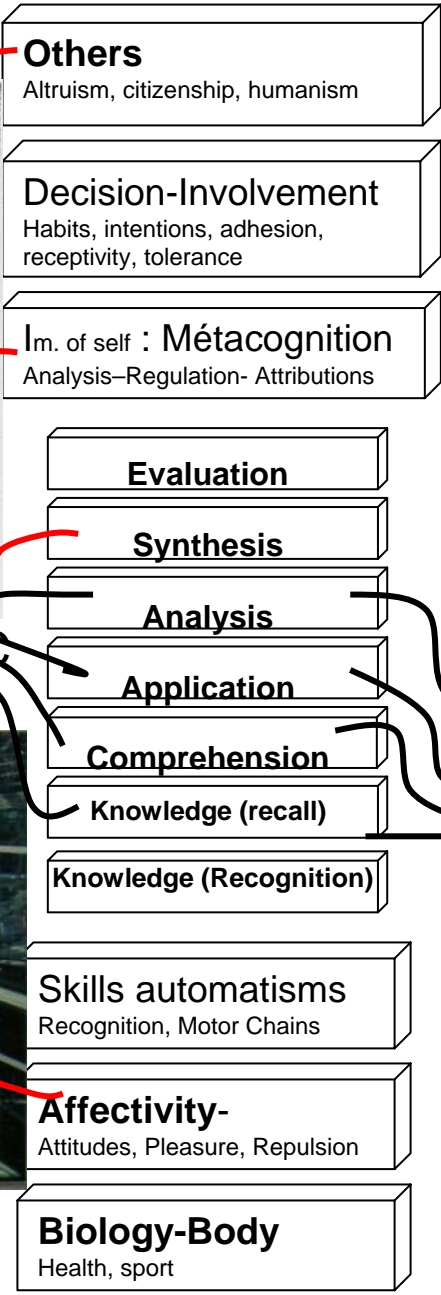 Others
Altruism, citizenship, humanism
Decision-Involvement
Habits, intentions, adhesion,
receptivity, tolerance
Im. of self : Métacognition
Analysis–Regulation- Attributions
Evaluation
Synthesis
Analysis
Application
Comprehension
Knowledge (recall)
Knowledge (Recognition)
Skills automatisms
Recognition, Motor Chains
Affectivity-
Attitudes, Pleasure, Repulsion
Biology-Body
Health, sport